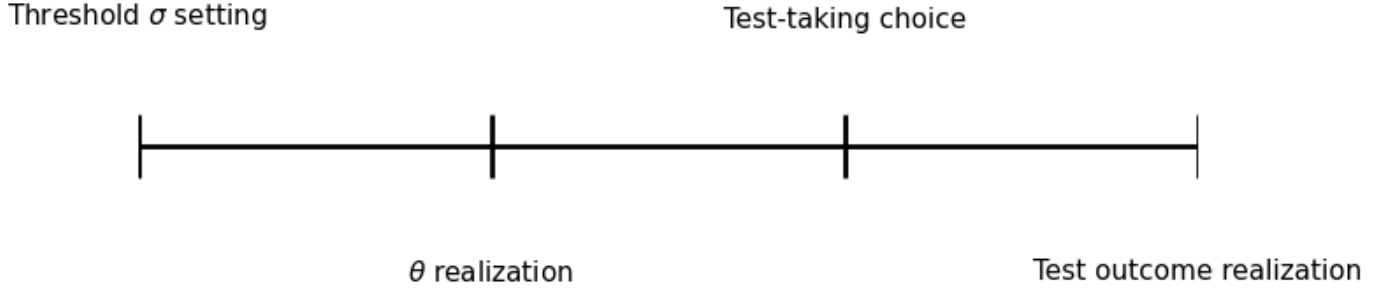 Threshold σ setting
Test-taking choice
θ realization
Test outcome realization